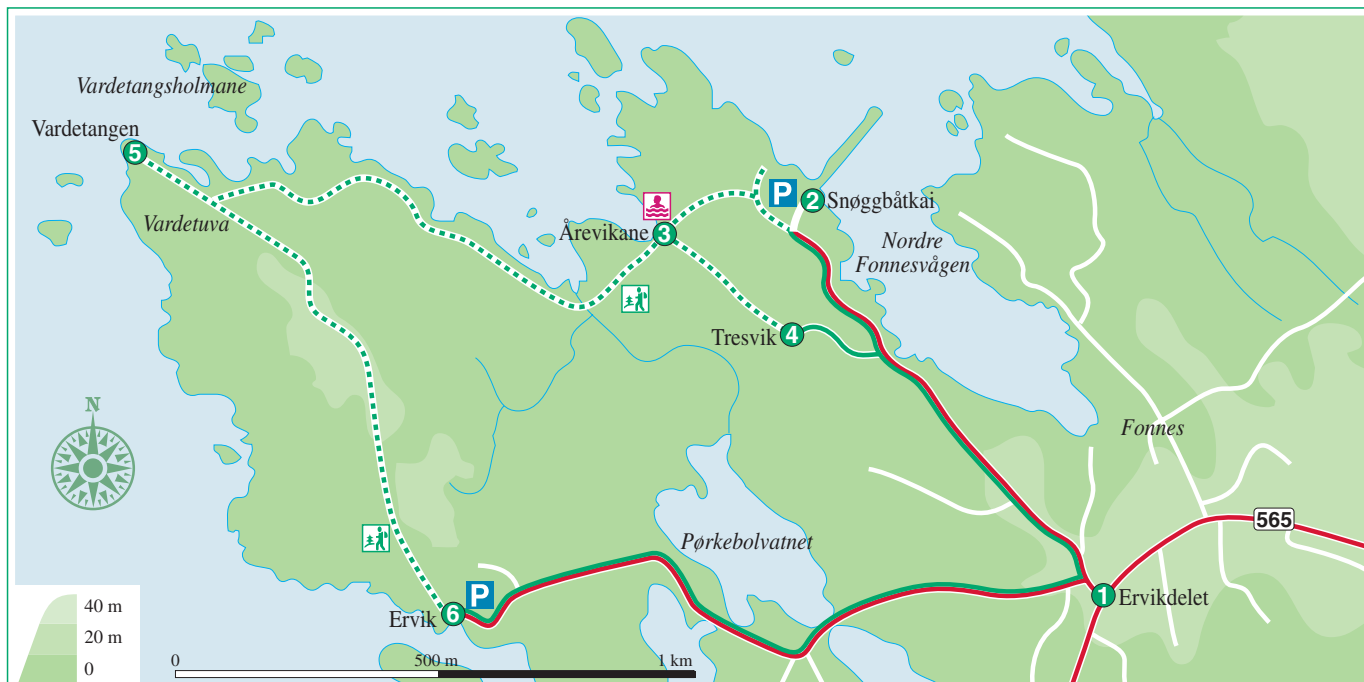 Vardetangsholmane
Vardetangen
5
Vardetuva
P
2
Snøggbåtkai
Årevikane
3
Nordre
Fonnesvågen
Tresvik
4
N
Fonnes
565
Pørkebolvatnet
P
Ervik
6
1
Ervikdelet
40 m
20 m
0
0
500 m
1 km